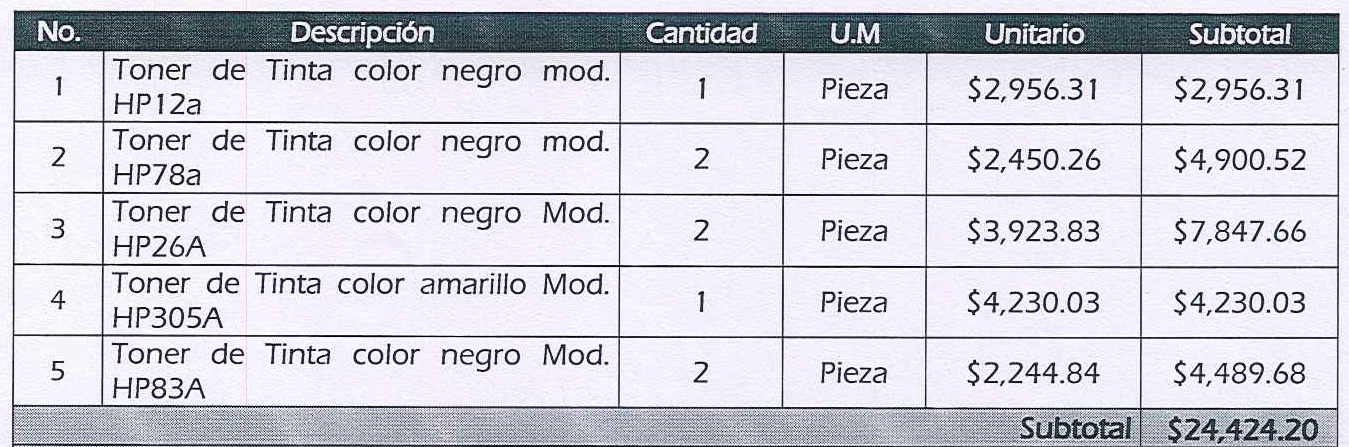 No. Descripción Cantidad U.M Unitario Subtotal
1 Toner de Tinta color negro mod. HP12a 1 Pieza $2,956.31 $2,956.31
2 Toner de Tinta color negro mod. HP78a 2 Pieza $2,450.26 $4,900.52
3 Toner de Tinta color negro Mod. HP26A 2 Pieza $3,923.83 $7,847.66
4 Toner de Tinta color amarillo Mod. HP305A 1 Pieza $4,230.03 $4,230.03
5 Toner de Tinta color negro Mod. HP83A 2 Pieza $2,244.84 $4,489.68
Subtotal $24,424.20